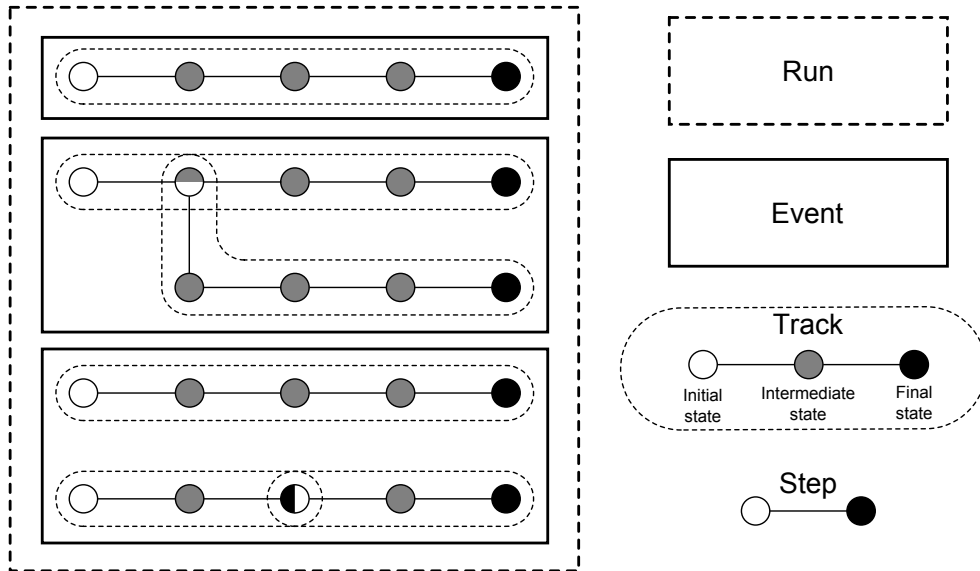 Run
Event
Track
Initial
state
Intermediate
state
Final
state
Step